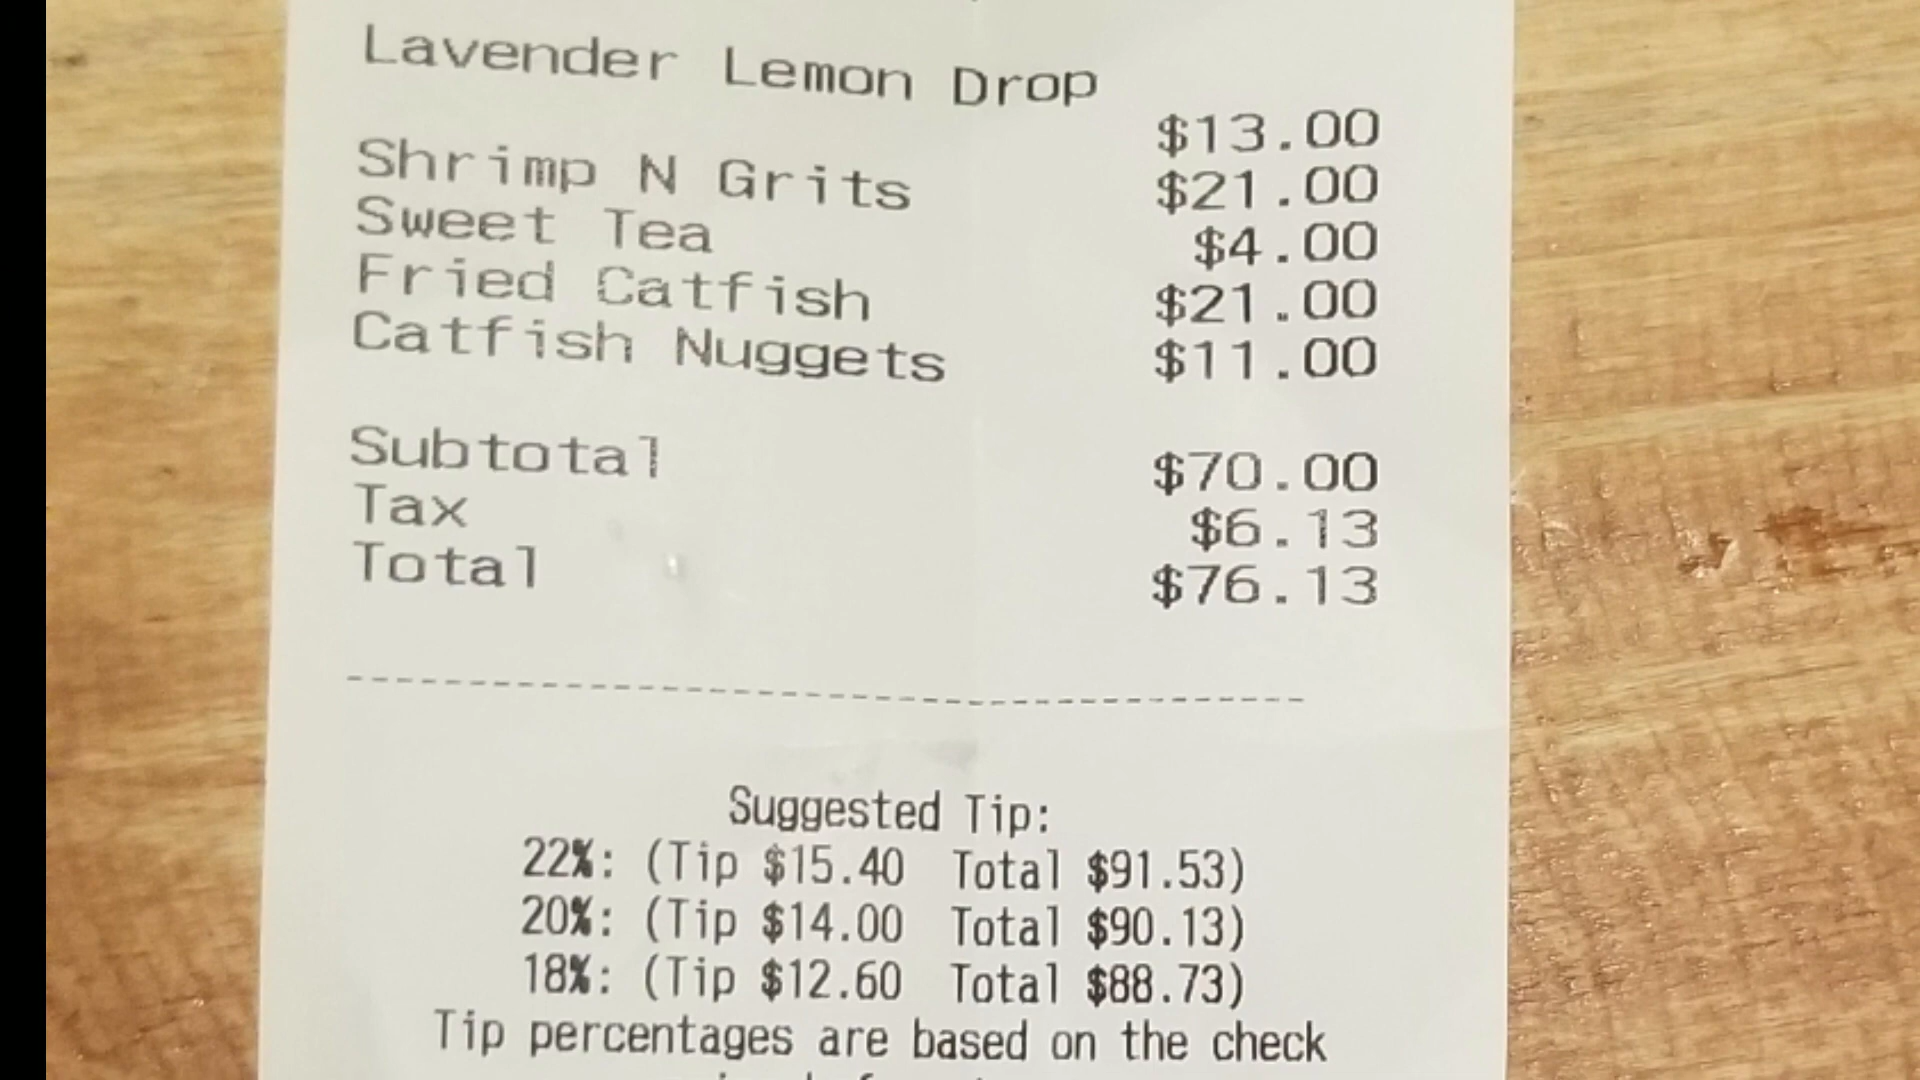 Lavender Lemon Drop
$13.00
Shrimp N Grits $21.00
Sweet Tea $4.00
Fried Catfish $21.00
Catfish Nuggets $11.00
Subtotal $70.00
Tax $6.13
Total $76.13
Suggested Tip:
22%: (Tip $15.40 Total $91.53)
20%: (Tip $14.00 Total $90.13)
18%: (Tip $12.60 Total $88.73)
Tip percentages are based on the check